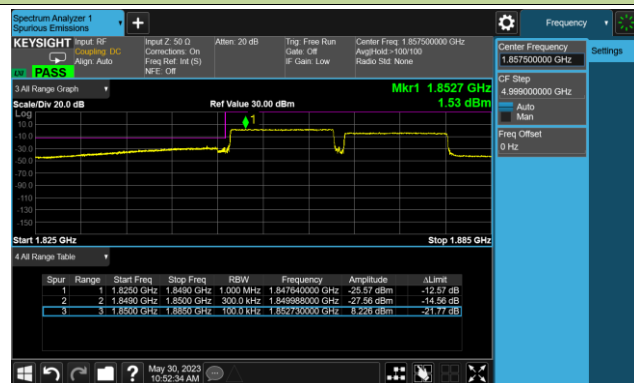 Spectrum Analyzer 1
Spurious Emissions
Frequency
KEYSIGHT
Input: RF
Coupling: DC
Align: Auto
Input Z: 50 Ω
Corrections: On
Freq Ref: Int (S)
NFE: Off
Atten: 20 dB
Trig: Free Run
Gate: Off
IF Gain: Low
Center Freq: 1.857500000 GHz
Avg|Hold:>100/100
Radio Std: None
PASS
Center Frequency
1.857500000 GHz
Settings
CF Step
4.999000000 GHz
Auto
Man
Freq Offset
0 Hz
3 All Range Graph
Scale/Div 20.0 dB
Ref Value 30.00 dBm
Mkr1 1.8527 GHz
1.53 dBm
Log
10.0
-10.0
-30.0
-50.0
-70.0
-90.0
-110
-130
-150
1
Start 1.825 GHz
Stop 1.885 GHz
4 All Range Table
Spur Range Start Freq Stop Freq RBW Frequency Amplitude ΔLimit
1 1 1.8250 GHz 1.8490 GHz 1.000 MHz 1.847640000 GHz -25.57 dBm -12.57 dB
2 2 1.8490 GHz 1.8500 GHz 300.0 kHz 1.849988000 GHz -27.56 dBm -14.56 dB
3 3 1.8500 GHz 1.8850 GHz 100.0 kHz 1.852730000 GHz 8.226 dBm -21.77 dB
?
May 30, 2023
10:52:34 AM